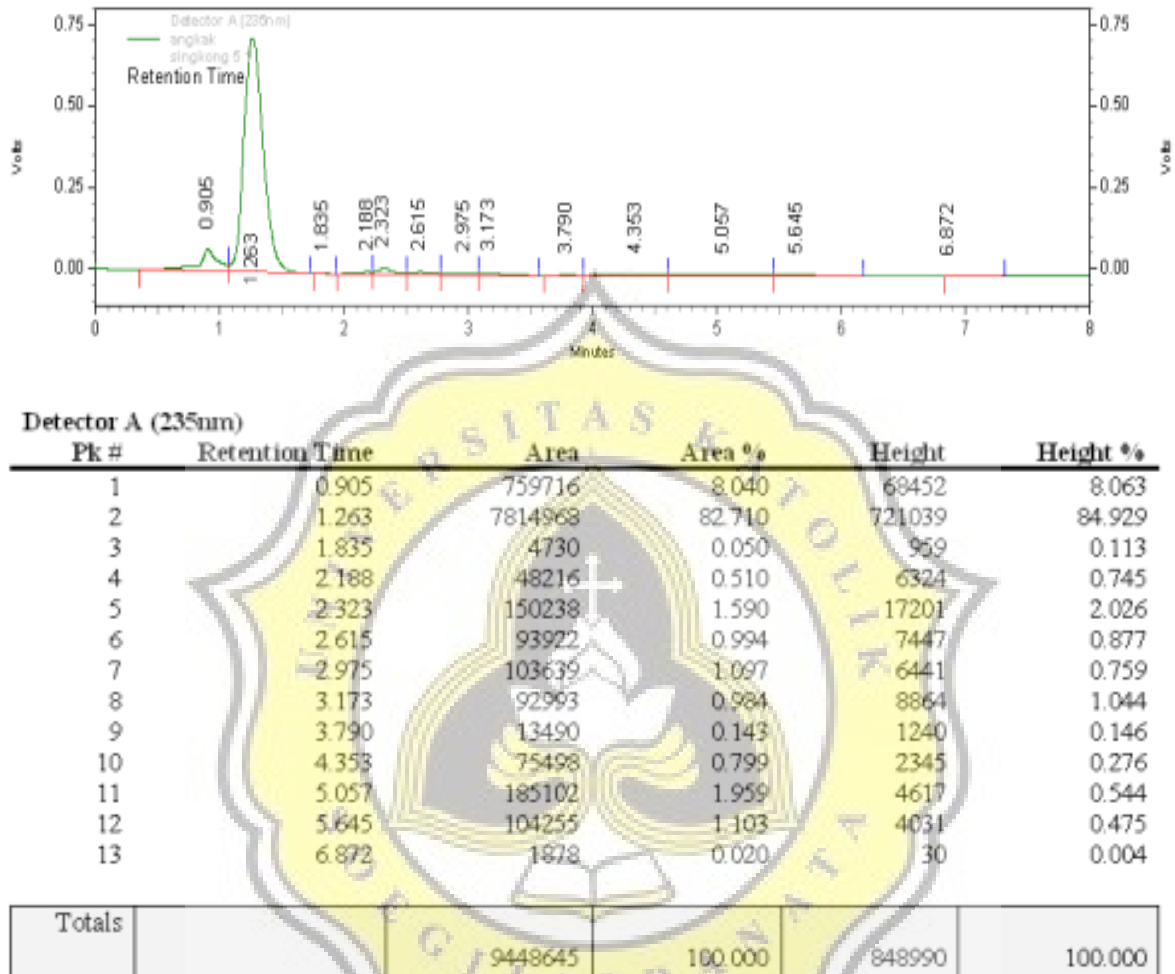 0.75
0.75
Detector A (235nm)
angkak
singkong 5
Retention Time
0.50
0.50
Volts
Volts
0.25
0.25
0.00
0.00
0.905
1.263
1.835
2.188
2.323
2.615
2.975
3.173
3.790
4.353
5.057
5.645
6.872
0 1 2 3 4 5 6 7 8
Minutes
Detector A (235nm)
Pk # Retention Time Area Area % Height Height %
1 0.905 759716 8.040 68452 8.063
2 1.263 7814968 82.710 721039 84.929
3 1.835 4730 0.050 959 0.113
4 2.188 48216 0.510 6324 0.745
5 2.323 150238 1.590 17201 2.026
6 2.615 93922 0.994 7447 0.877
7 2.975 103639 1.097 6441 0.759
8 3.173 92993 0.984 8864 1.044
9 3.790 13490 0.143 1240 0.146
10 4.353 75498 0.799 2345 0.276
11 5.057 185102 1.959 4617 0.544
12 5.645 104255 1.103 4031 0.475
13 6.872 1878 0.020 30 0.004
Totals
9448645 100.000 848990 100.000
UNIVERSITAS KATOLIK